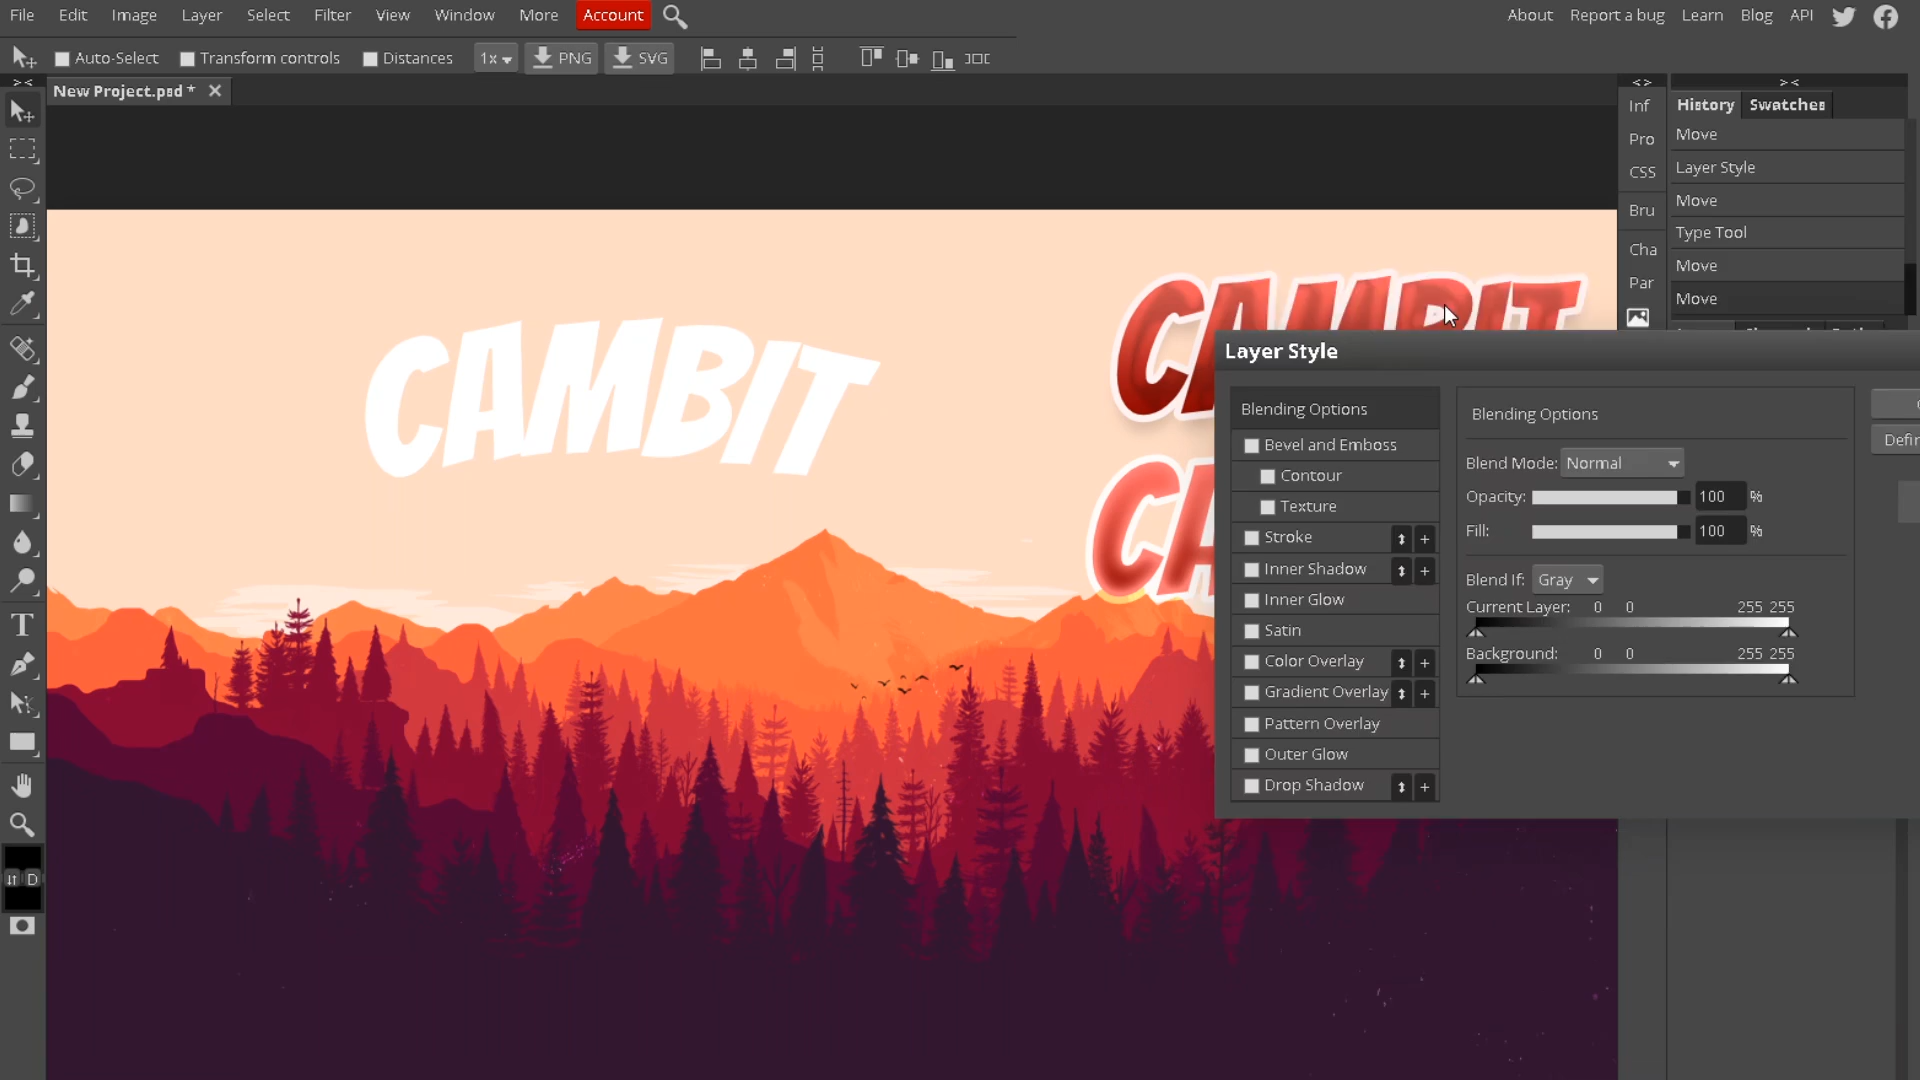 File Edit Image Layer Select Filter View Window More Account
About Report a bug Learn Blog API
Auto-Select Transform controls Distances 1x PNG SVG
New Project.psd *
Inf
Pro
CSS
Bru
Cha
Par
History Swatches
Move
Layer Style
Move
Type Tool
Move
Move
CAMBIT
CAMBIT
CA
Layer Style
Blending Options
Bevel and Emboss
Contour
Texture
Stroke
Inner Shadow
Inner Glow
Satin
Color Overlay
Gradient Overlay
Pattern Overlay
Outer Glow
Drop Shadow
Blending Options
Blend Mode: Normal
Opacity: 100 %
Fill: 100 %
Blend If: Gray
Current Layer: 0 0 255 255
Background: 0 0 255 255
Defin
T
D